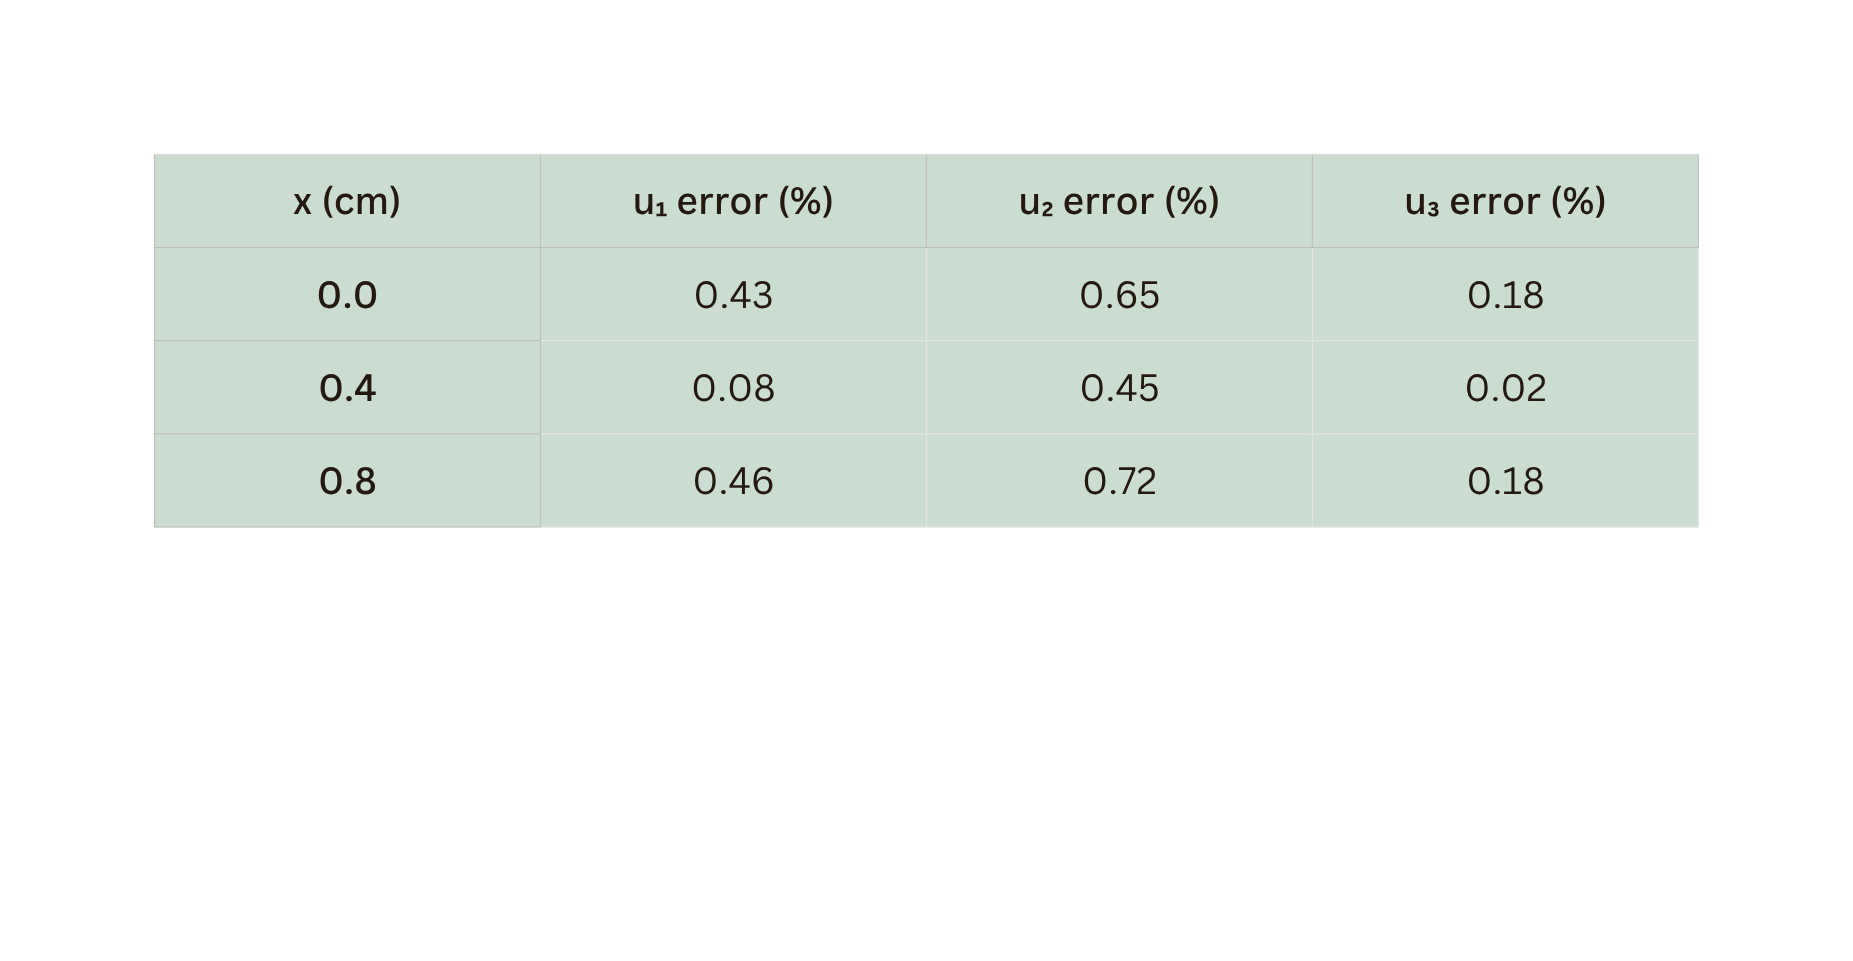 x (cm) u₁ error (%) u₂ error (%) u₃ error (%)
0.0 0.43 0.65 0.18
0.4 0.08 0.45 0.02
0.8 0.46 0.72 0.18